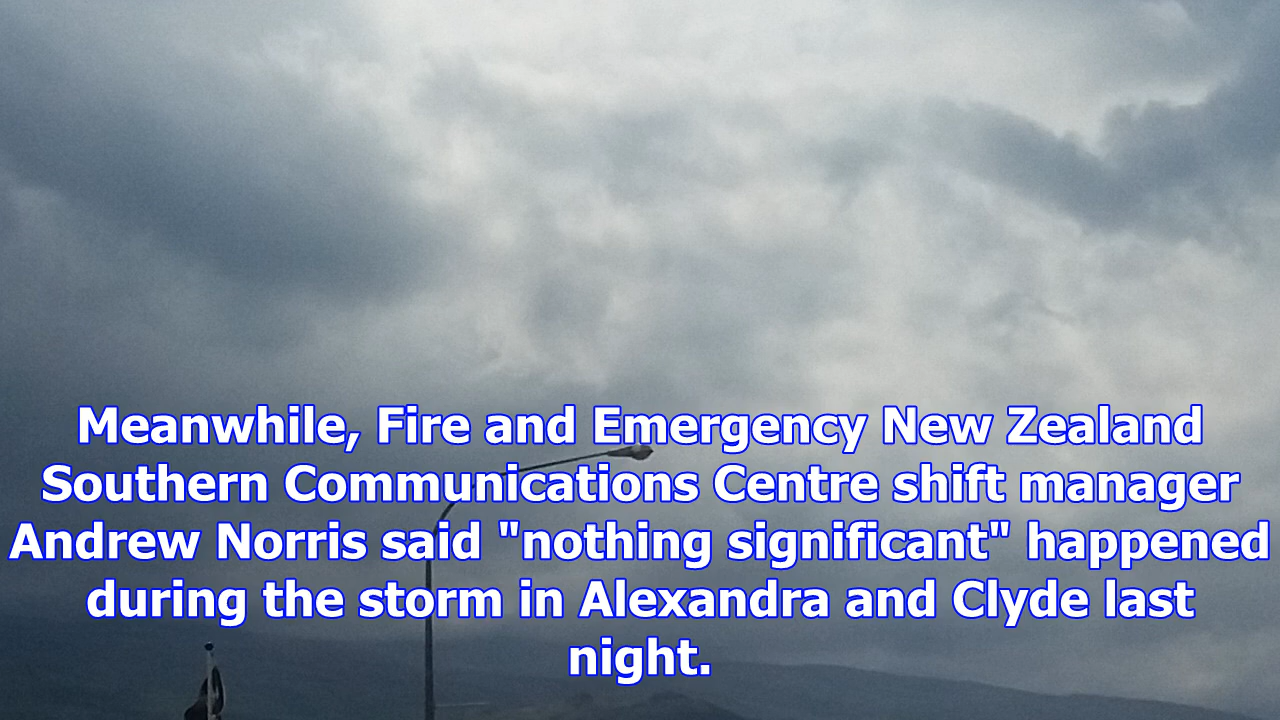 Meanwhile, Fire and Emergency New Zealand
Southern Communications Centre shift manager
Andrew Norris said "nothing significant" happened
during the storm in Alexandra and Clyde last
night.